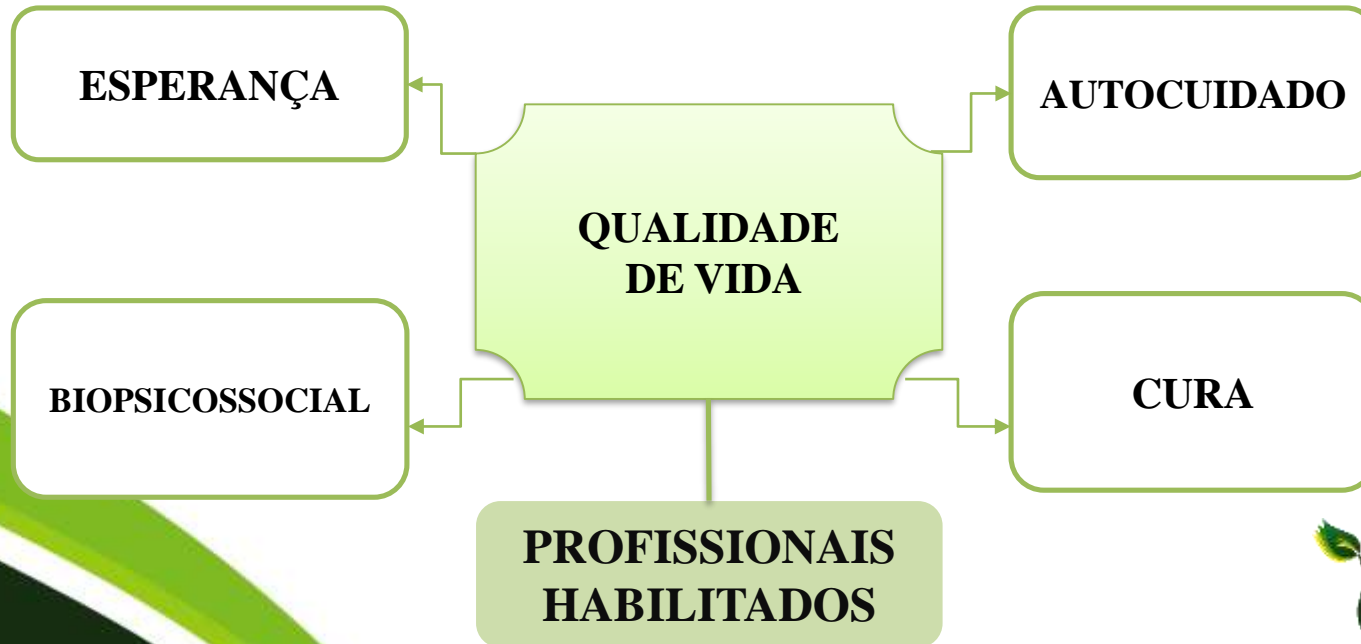 ESPERANÇA
AUTOCUIDADO
QUALIDADE
DE VIDA
BIOPSICOSSOCIAL
CURA
PROFISSIONAIS
HABILITADOS